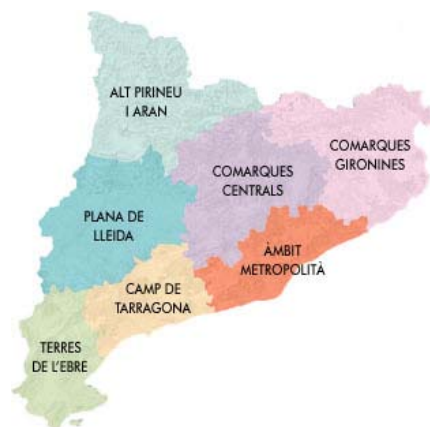 ALT PIRINEU
I ARAN
COMARQUES
GIRONINES
COMARQUES
CENTRALS
PLANA DE
LLEIDA
ÀMBIT
METROPOLITÀ
CAMP DE
TARRAGONA
TERRES
DE L'EBRE